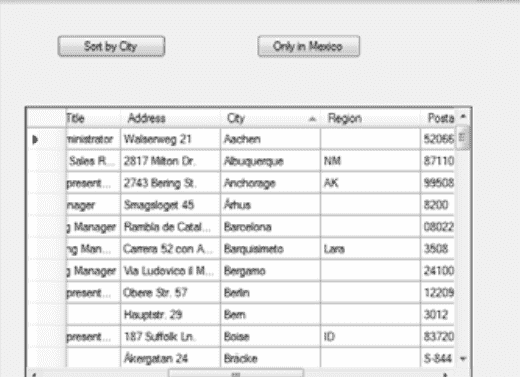 Sort by City Only in Mexico
Title Address City Region Posta
ministrator Walserweg 21 Aachen 52066
Sales R... 2817 Milton Dr. Albuquerque NM 87110
present... 2743 Bering St. Anchorage AK 99508
nager Smagsloget 45 Århus 8200
g Manager Rambla de Catal... Barcelona 08022
ng Man... Carrera 52 con A... Barquisimeto Lara 3508
g Manager Via Ludovico il M... Bergamo 24100
present... Obere Str. 57 Berlin 12209
Hauptstr. 29 Bern 3012
present... 187 Suffolk Ln. Boise ID 83720
Åkergatan 24 Bräcke S-844